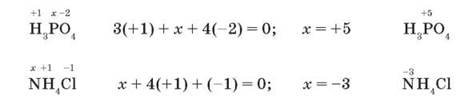 +1 x −2 +5
H₃PO₄ 3(+1) + x + 4(−2) = 0; x = +5 H₃PO₄
x +1 −1 −3
NH₄Cl x + 4(+1) + (−1) = 0; x = −3 NH₄Cl